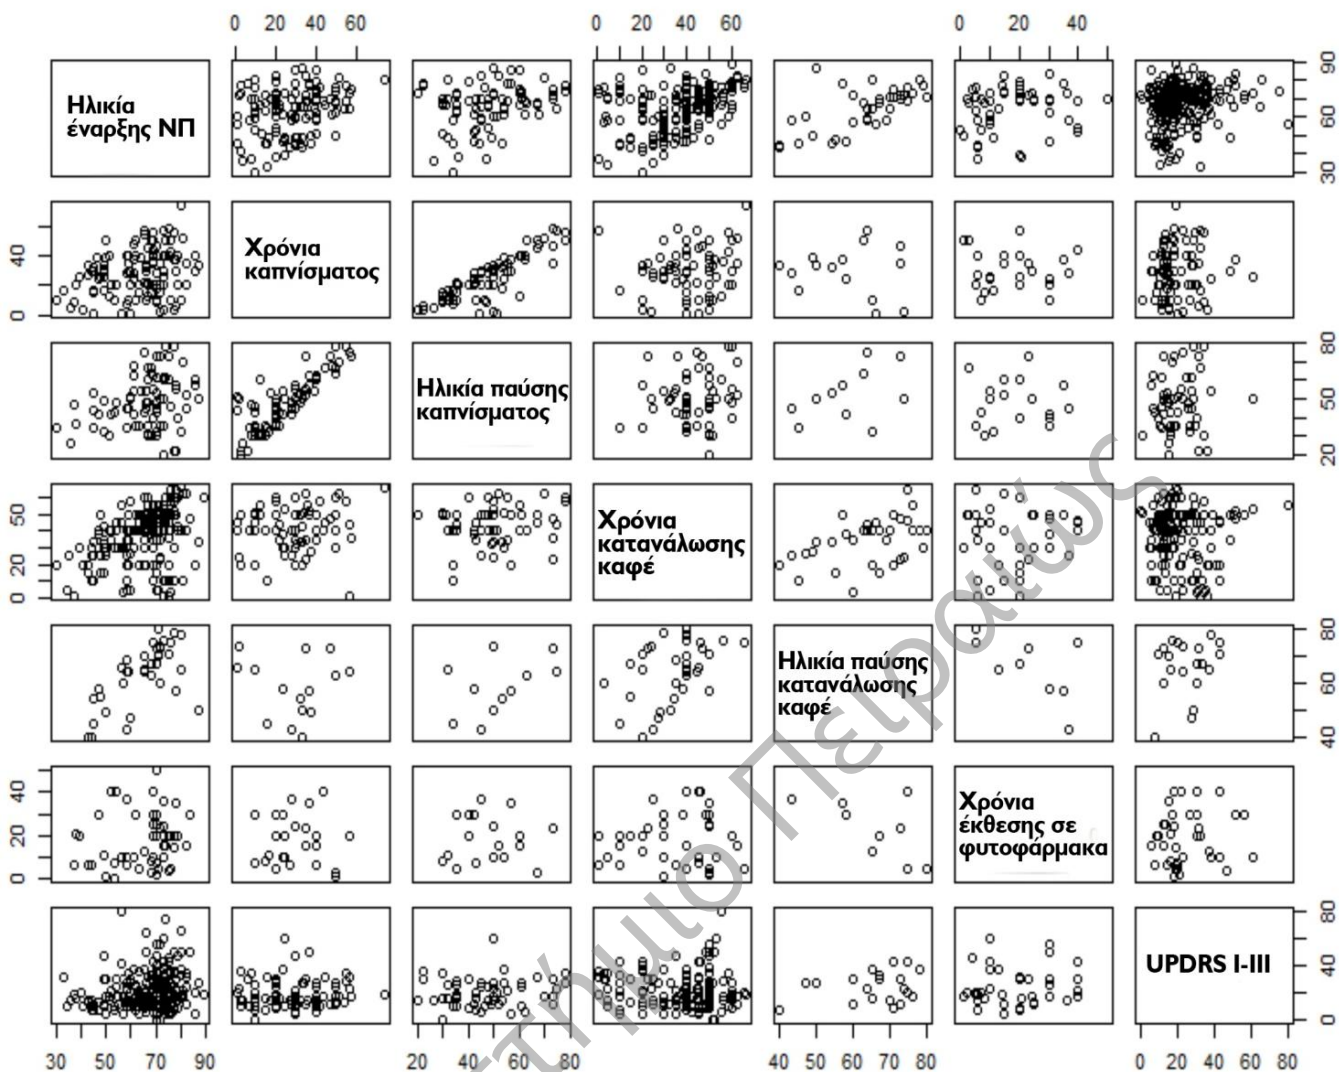 0 20 40 60 0 20 40 60 0 20 40
Ηλικία
έναρξης ΝΠ
30 60 90
0 40
Χρόνια
καπνίσματος
Ηλικία παύσης
καπνίσματος
20 50 80
0 20 50
Χρόνια
κατανάλωσης
καφέ
Ηλικία παύσης
κατανάλωσης
καφέ
40 60 80
0 20 40
Χρόνια
έκθεσης σε
φυτοφάρμακα
UPDRS I-III
0 40 80
30 50 70 90 20 40 60 80 40 50 60 70 80 0 20 40 60 80
Πειραιώς